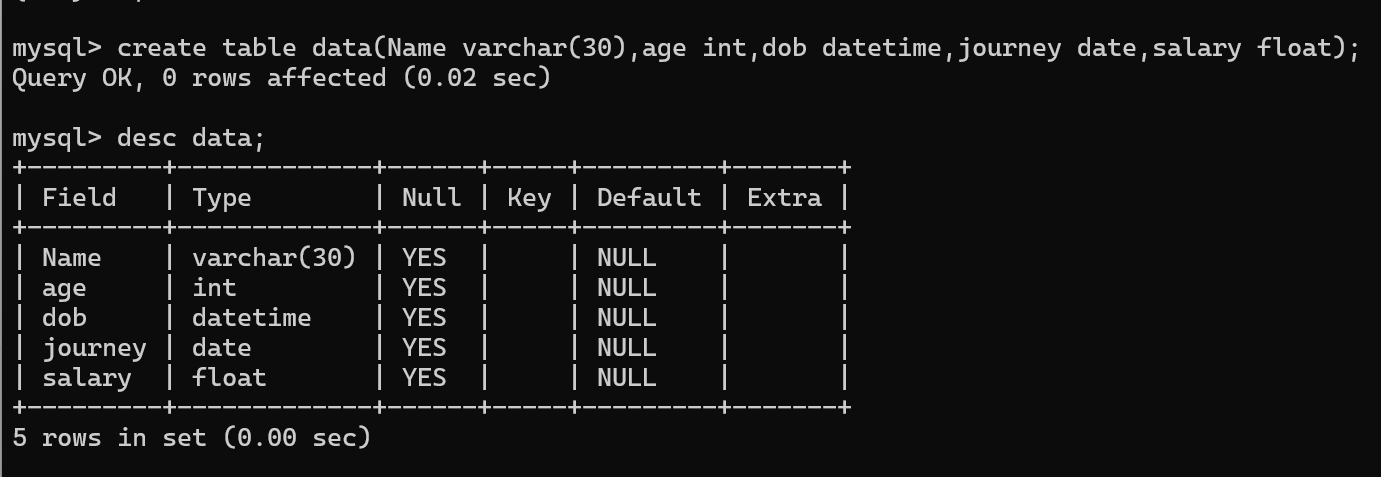 mysql> create table data(Name varchar(30),age int,dob datetime,journey date,salary float);
Query OK, 0 rows affected (0.02 sec)
mysql> desc data;
+---------+-------------+------+-----+---------+-------+
| Field   | Type        | Null | Key | Default | Extra |
+---------+-------------+------+-----+---------+-------+
| Name    | varchar(30) | YES  |     | NULL    |       |
| age     | int         | YES  |     | NULL    |       |
| dob     | datetime    | YES  |     | NULL    |       |
| journey | date        | YES  |     | NULL    |       |
| salary  | float       | YES  |     | NULL    |       |
+---------+-------------+------+-----+---------+-------+
5 rows in set (0.00 sec)